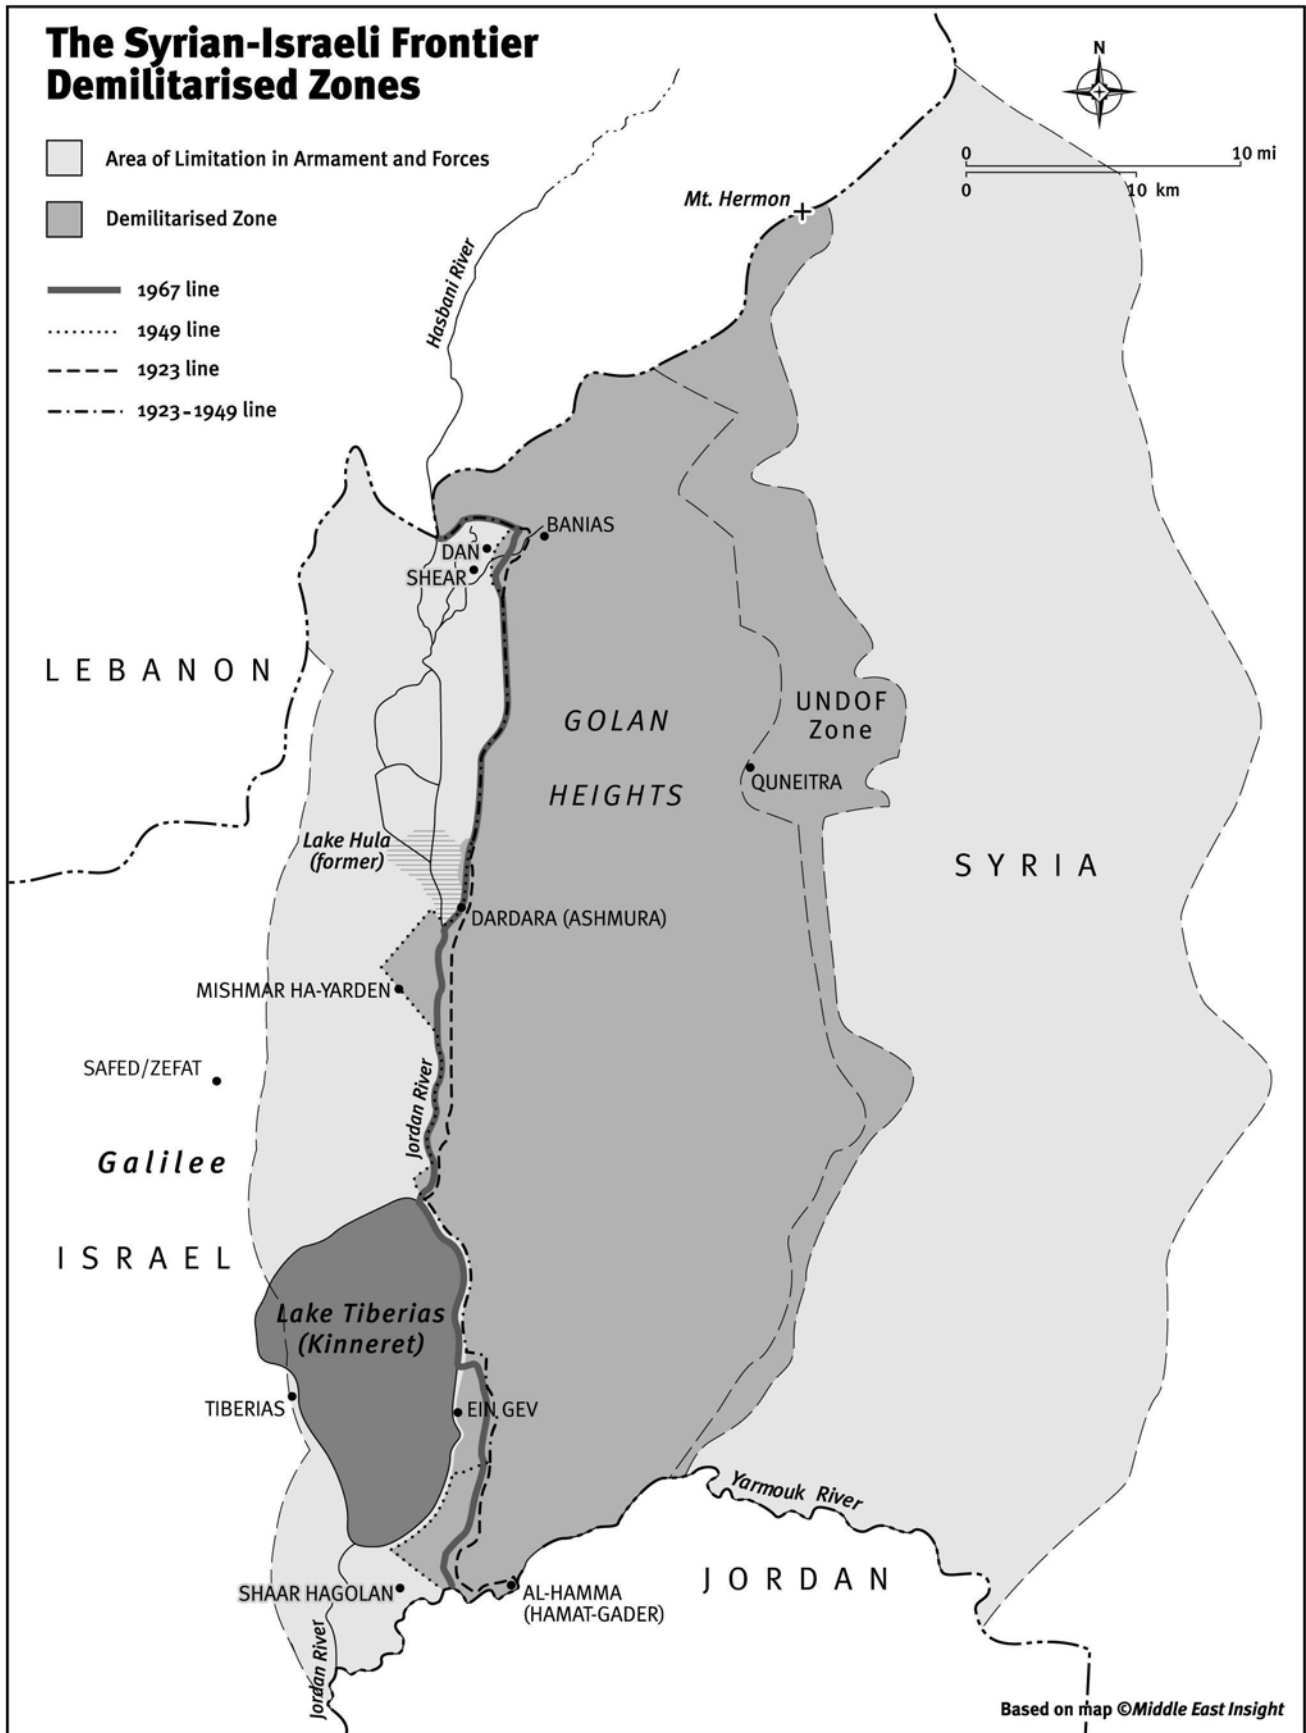 The Syrian-Israeli Frontier
Demilitarised Zones
Area of Limitation in Armament and Forces
Demilitarised Zone
1967 line
1949 line
1923 line
1923-1949 line
N
0
10 mi
0
10 km
Mt. Hermon
Hasbani River
BANIAS
DAN
SHEAR
LEBANON
GOLAN
HEIGHTS
UNDOF
Zone
QUNEITRA
Lake Hula
(former)
SYRIA
DARDARA (ASHMURA)
MISHMAR HA-YARDEN
SAFED/ZEFAT
Jordan River
Galilee
ISRAEL
Lake Tiberias
(Kinneret)
TIBERIAS
EIN GEV
Yarmouk River
JORDAN
SHAAR HAGOLAN
AL-HAMMA
(HAMAT-GADER)
Jordan River
Based on map ©Middle East Insight